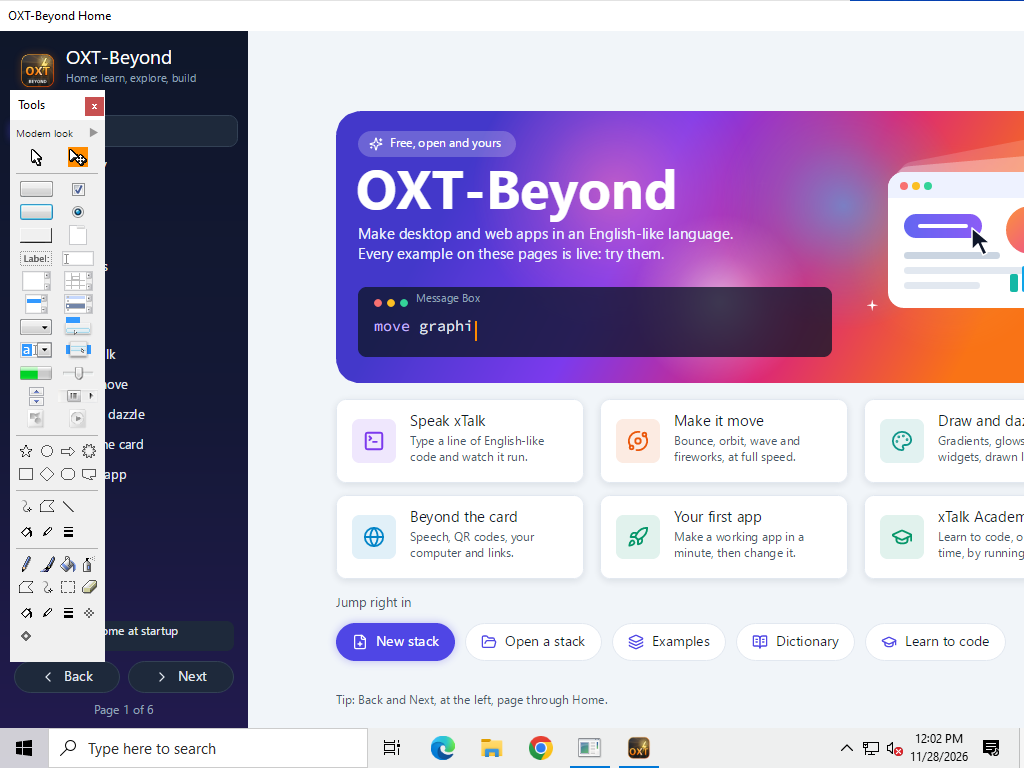 OXT-Beyond Home
OXT-Beyond
Home: learn, explore, build
OXT
BEYOND
Tools
x
Modern look
Label:
a
s
lk
ove
dazzle
e card
app
ome at startup
Back
Next
Page 1 of 6
Free, open and yours
OXT-Beyond
Make desktop and web apps in an English-like language.
Every example on these pages is live: try them.
Message Box
move graphi
Speak xTalk
Type a line of English-like
code and watch it run.
Make it move
Bounce, orbit, wave and
fireworks, at full speed.
Draw and daz
Gradients, glows
widgets, drawn l
Beyond the card
Speech, QR codes, your
computer and links.
Your first app
Make a working app in a
minute, then change it.
xTalk Academ
Learn to code, o
time, by running
Jump right in
New stack
Open a stack
Examples
Dictionary
Learn to code
Tip: Back and Next, at the left, page through Home.
Type here to search
OXT
12:02 PM
11/28/2026